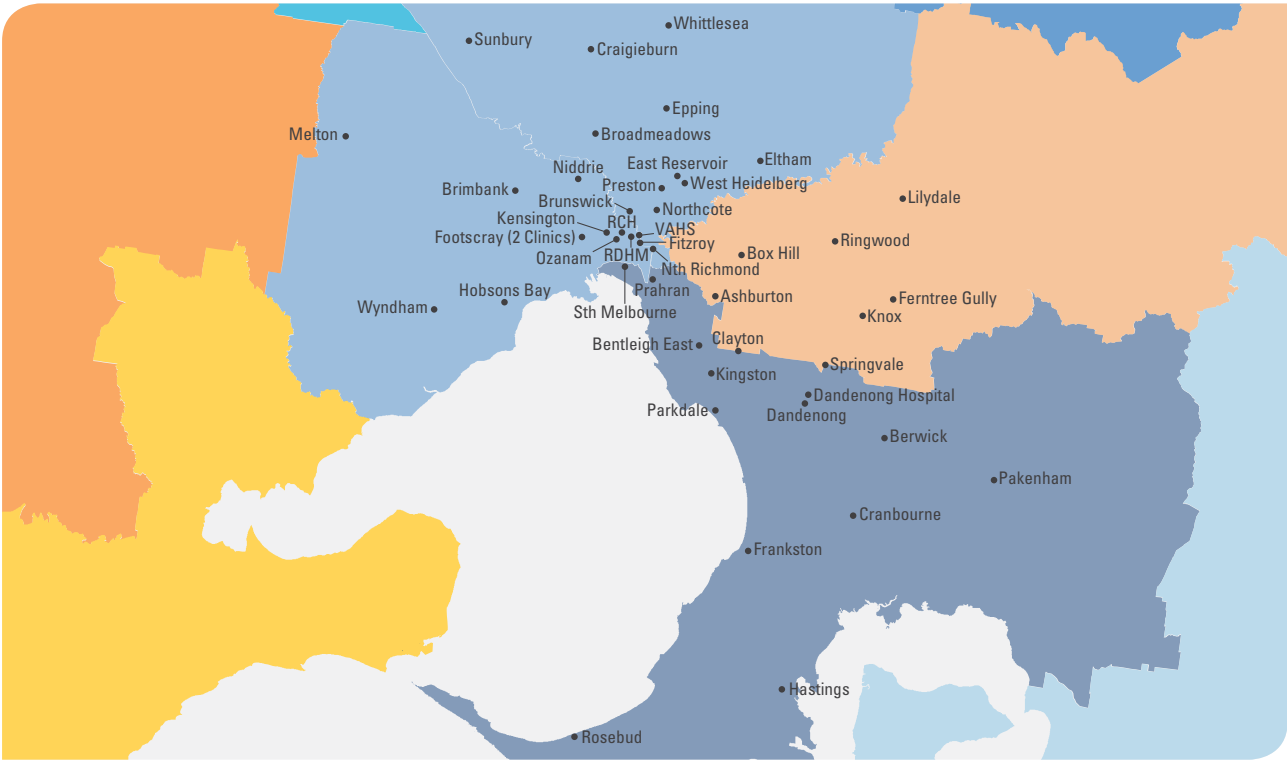 Whittlesea
Sunbury
Craigieburn
Epping
Melton
Broadmeadows
Eltham
East Reservoir
Niddrie
West Heidelberg
Preston
Brimbank
Lilydale
Brunswick
Northcote
Kensington
RCH
VAHS
Footscray (2 Clinics)
Fitzroy
Ringwood
Ozanam
RDHM
Box Hill
Nth Richmond
Prahran
Hobsons Bay
Ashburton
Ferntree Gully
Wyndham
Sth Melbourne
Knox
Clayton
Bentleigh East
Springvale
Kingston
Dandenong Hospital
Parkdale
Dandenong
Berwick
Pakenham
Cranbourne
Frankston
Hastings
Rosebud